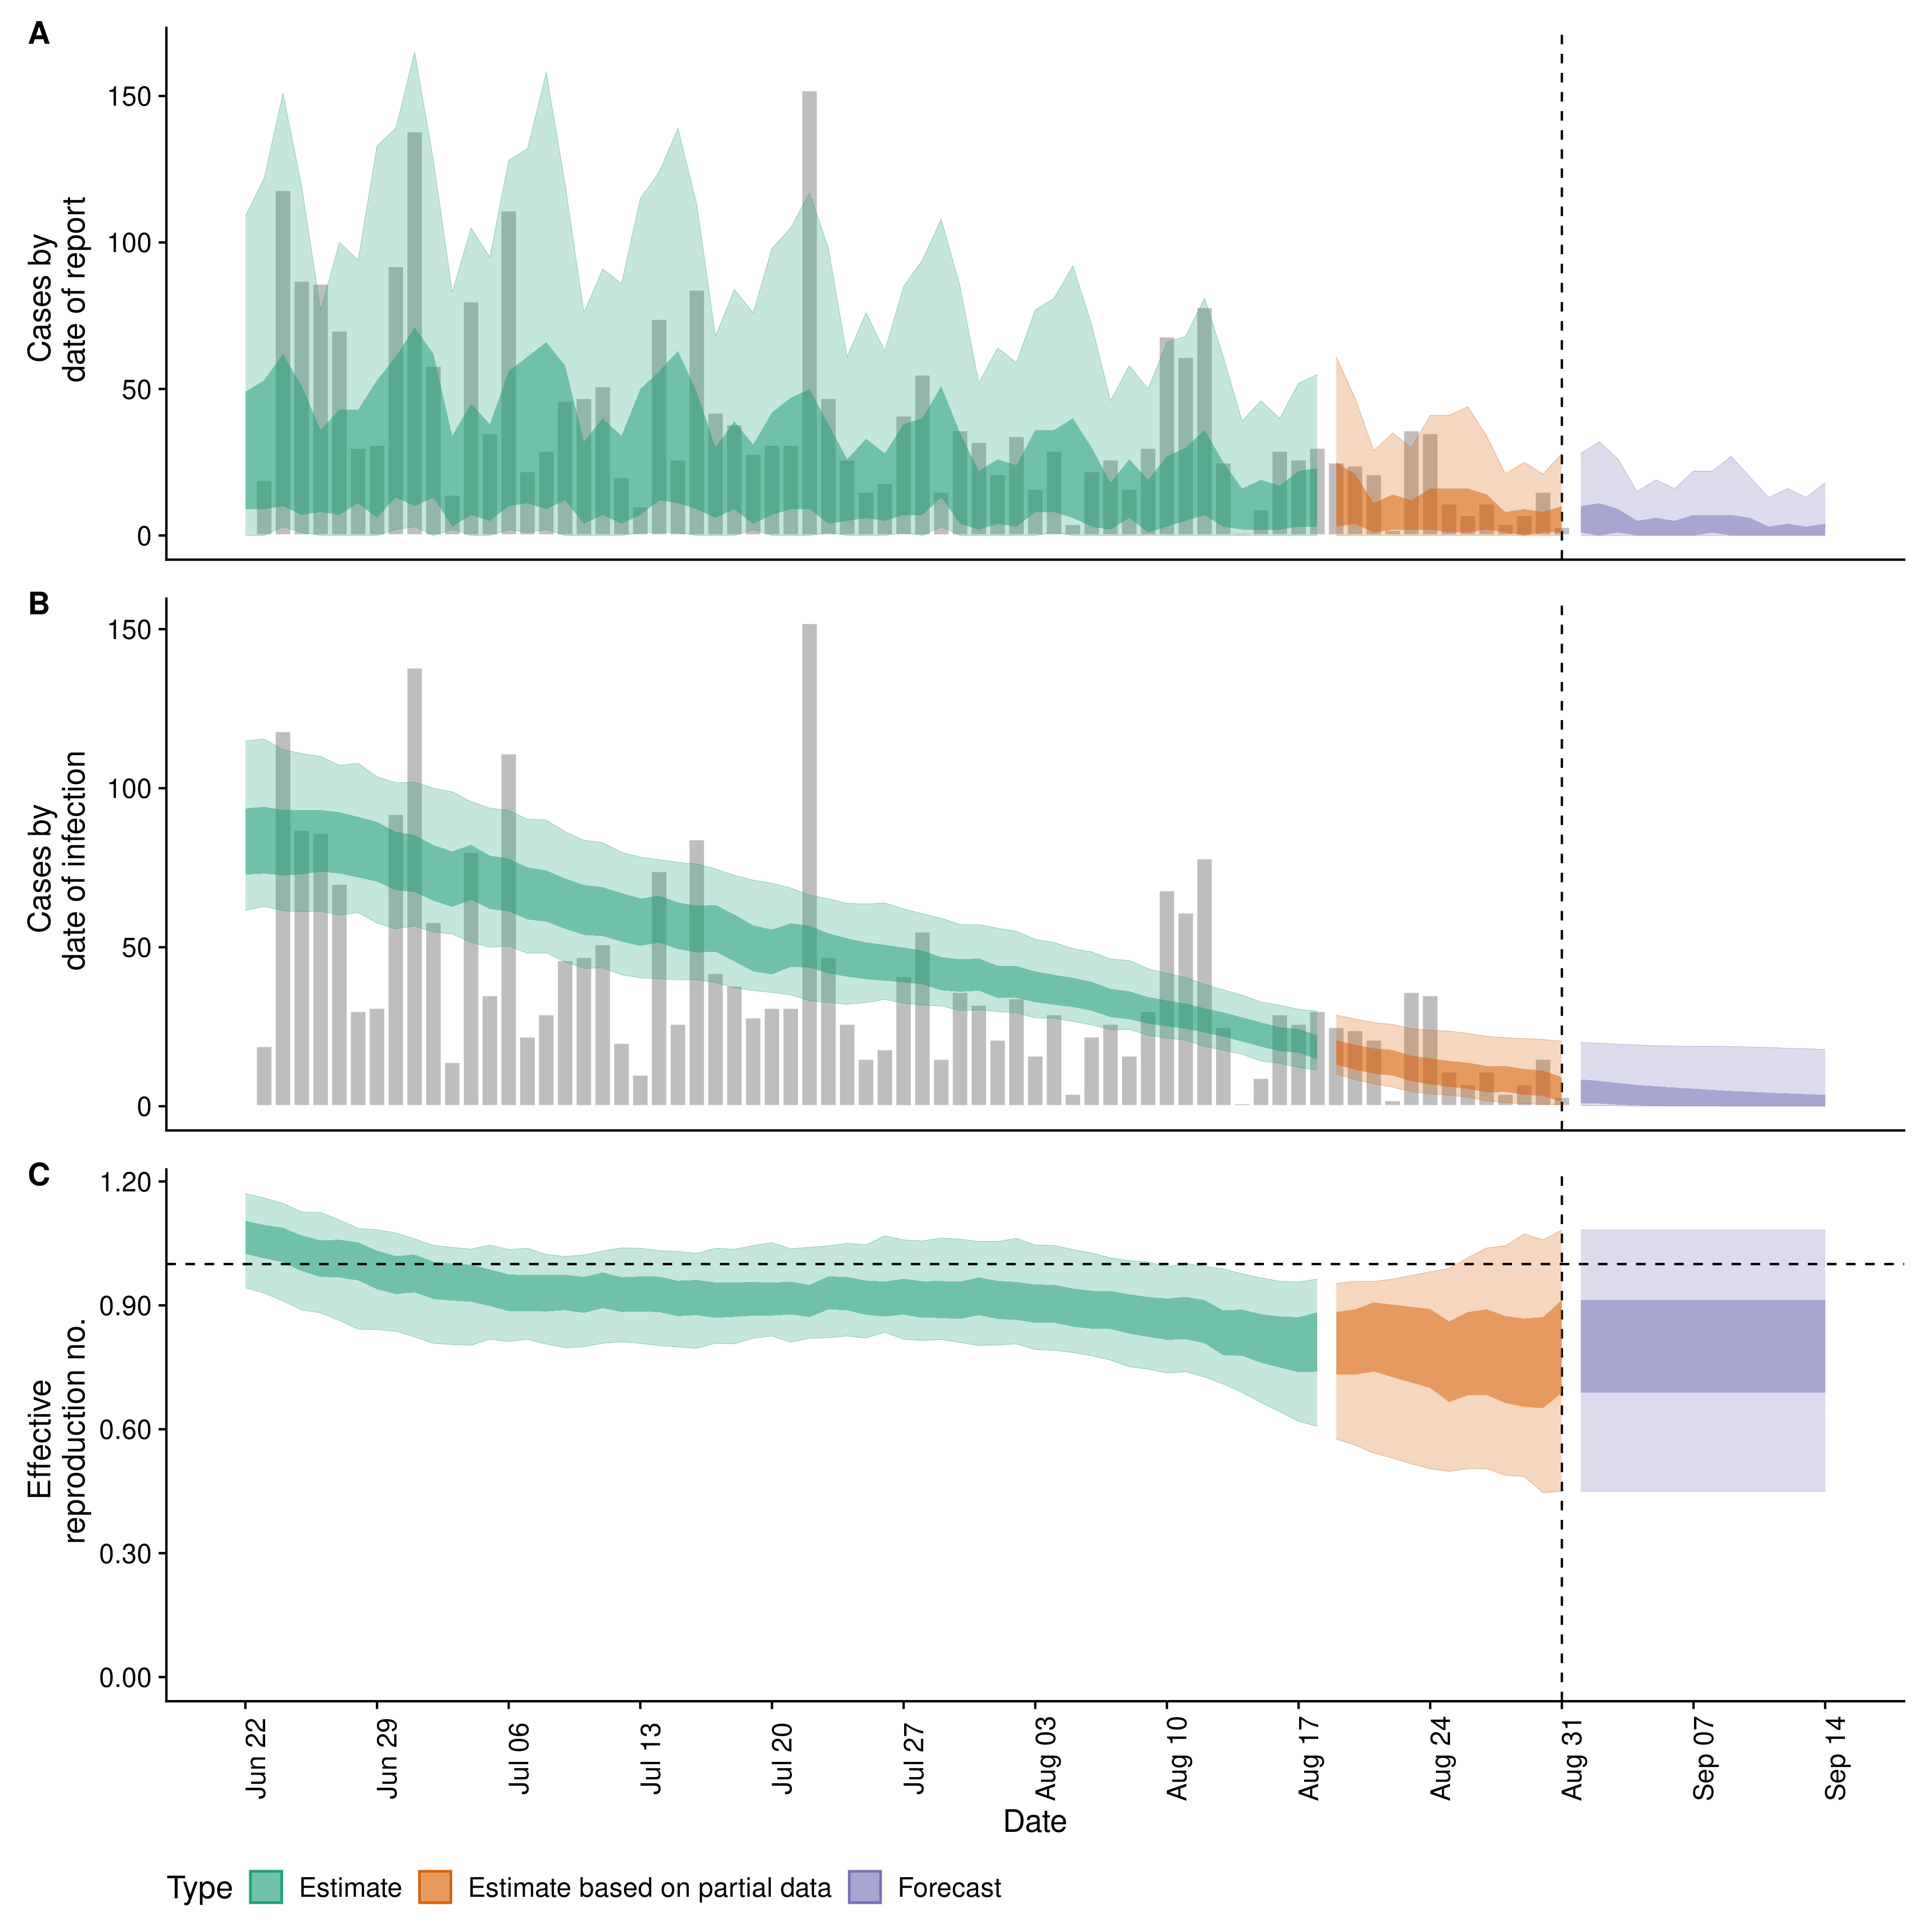 A
Cases by
date of report
150
100
50
0
B
Cases by
date of infection
150
100
50
0
C
Effective
reproduction no.
1.20
0.90
0.60
0.30
0.00
Jun 22
Jun 29
Jul 06
Jul 13
Jul 20
Jul 27
Aug 03
Aug 10
Aug 17
Aug 24
Aug 31
Sep 07
Sep 14
Date
Type Estimate Estimate based on partial data Forecast